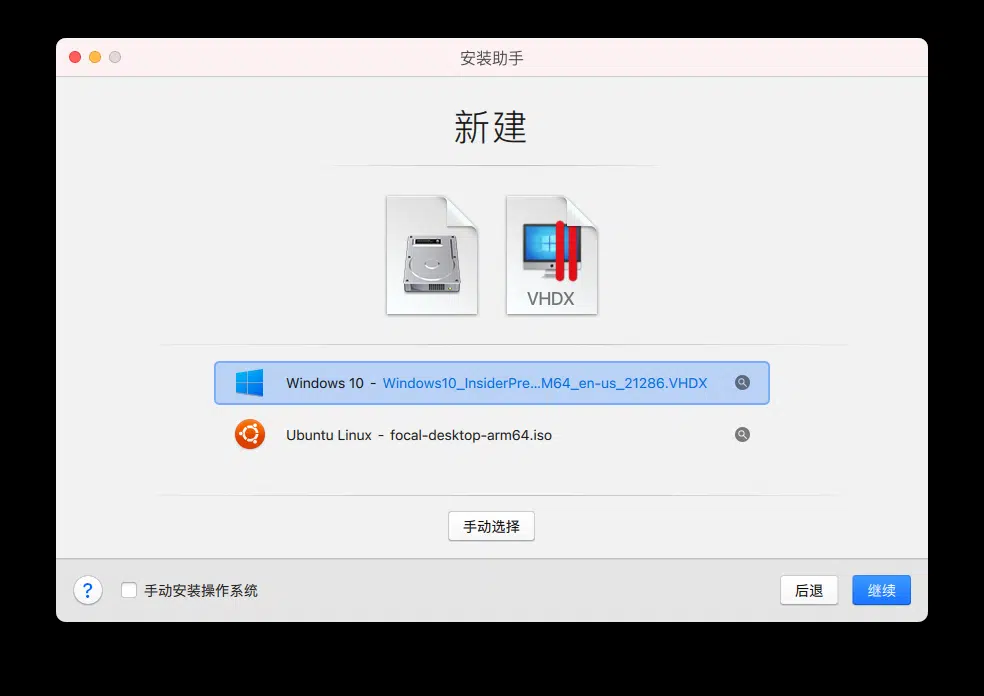 安装助手
新建
VHDX
Windows 10 - Windows10_InsiderPre...M64_en-us_21286.VHDX
Ubuntu Linux - focal-desktop-arm64.iso
手动选择
? 手动安装操作系统 后退 继续